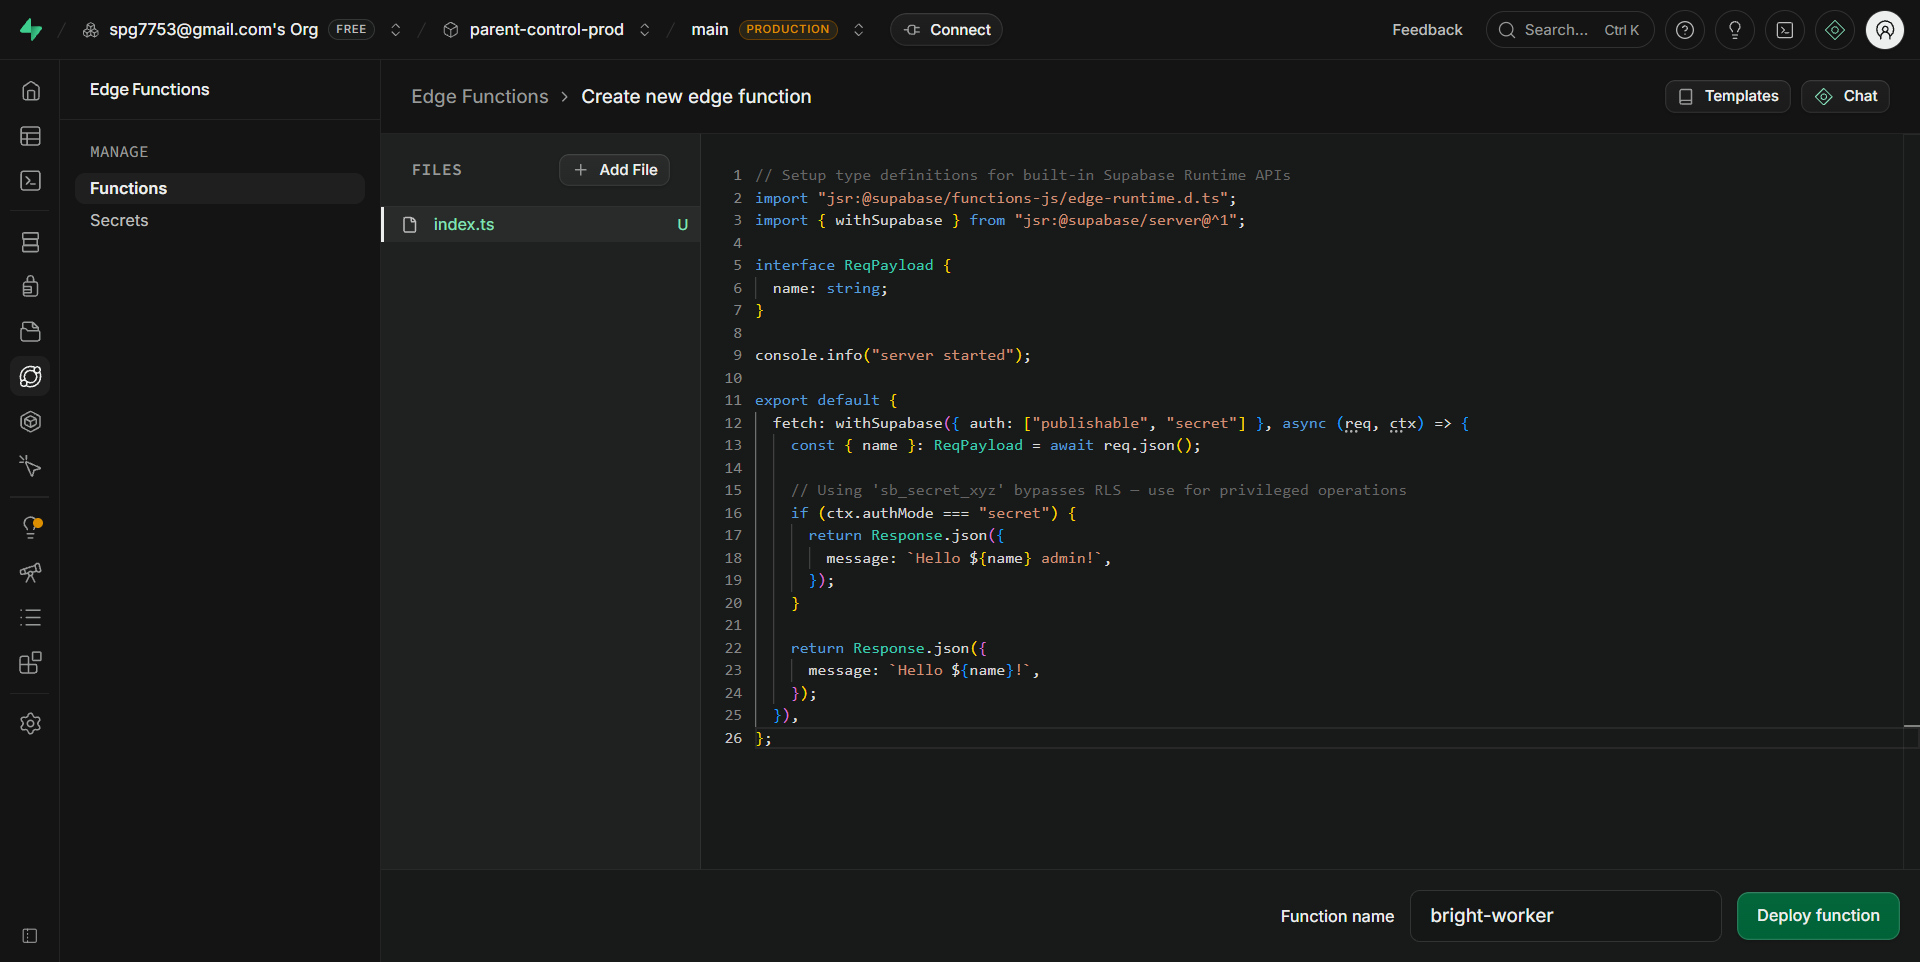 spg7753@gmail.com's Org FREE parent-control-prod main PRODUCTION Connect Feedback Search... Ctrl K
Edge Functions
MANAGE
Functions
Secrets
Edge Functions > Create new edge function
Templates
Chat
FILES
Add File
index.ts U
1 // Setup type definitions for built-in Supabase Runtime APIs
2 import "jsr:@supabase/functions-js/edge-runtime.d.ts";
3 import { withSupabase } from "jsr:@supabase/server@^1";
4
5 interface ReqPayload {
6   name: string;
7 }
8
9 console.info("server started");
10
11 export default {
12   fetch: withSupabase({ auth: ["publishable", "secret"] }, async (req, ctx) => {
13     const { name }: ReqPayload = await req.json();
14
15     // Using 'sb_secret_xyz' bypasses RLS — use for privileged operations
16     if (ctx.authMode === "secret") {
17       return Response.json({
18         message: `Hello ${name} admin!`,
19       });
20     }
21
22     return Response.json({
23       message: `Hello ${name}!`,
24     });
25   }),
26 };
Function name
bright-worker
Deploy function